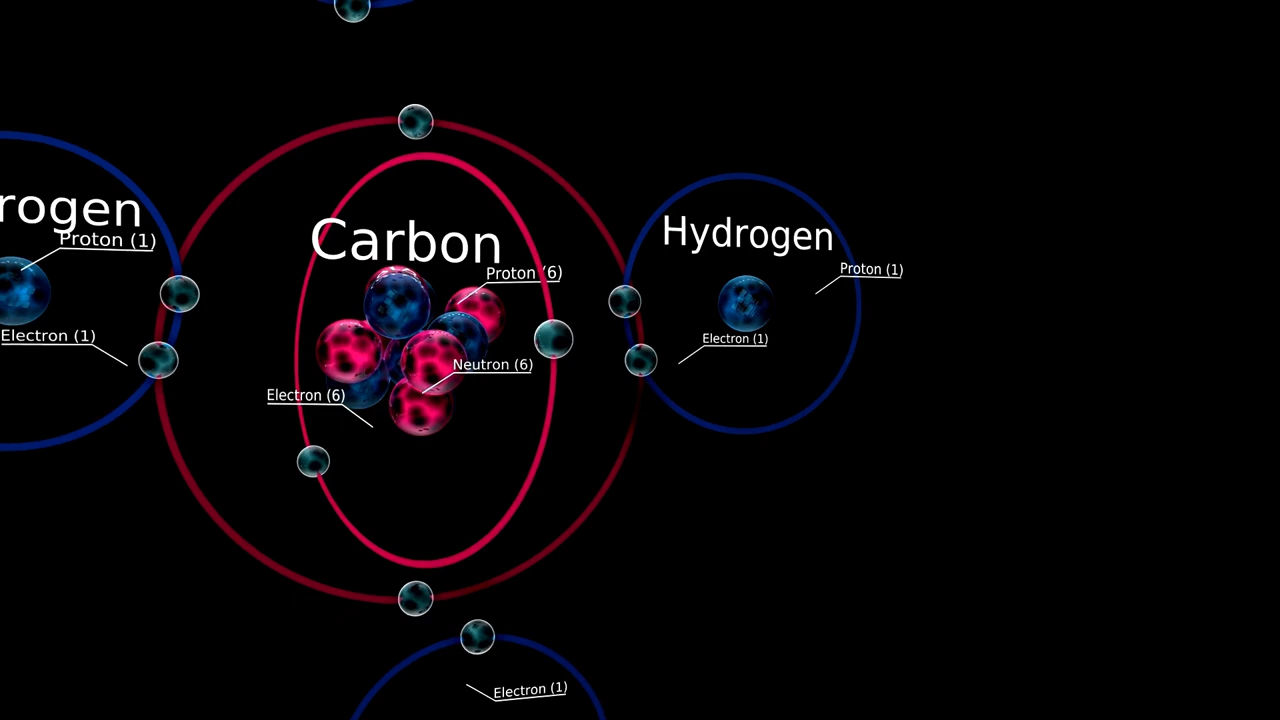 rogen
Proton (1)
Electron (1)
Carbon
Proton (6)
Neutron (6)
Electron (6)
Hydrogen
Proton (1)
Electron (1)
Electron (1)